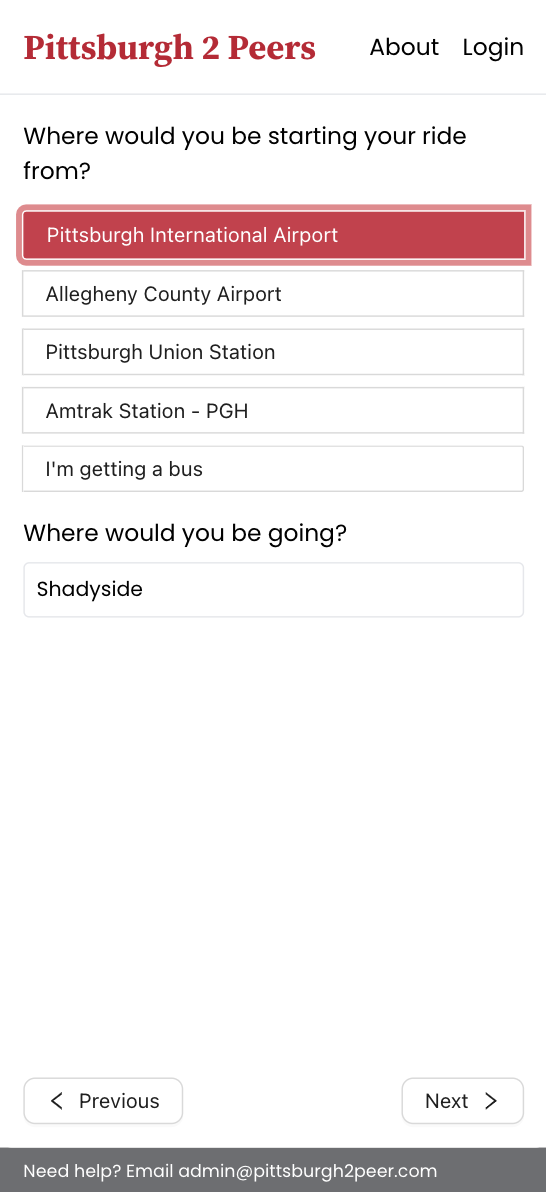 Pittsburgh 2 Peers
About
Login
Where would you be starting your ride
from?
Pittsburgh International Airport
Allegheny County Airport
Pittsburgh Union Station
Amtrak Station - PGH
I'm getting a bus
Where would you be going?
Shadyside
Previous
Next
Need help? Email admin@pittsburgh2peer.com